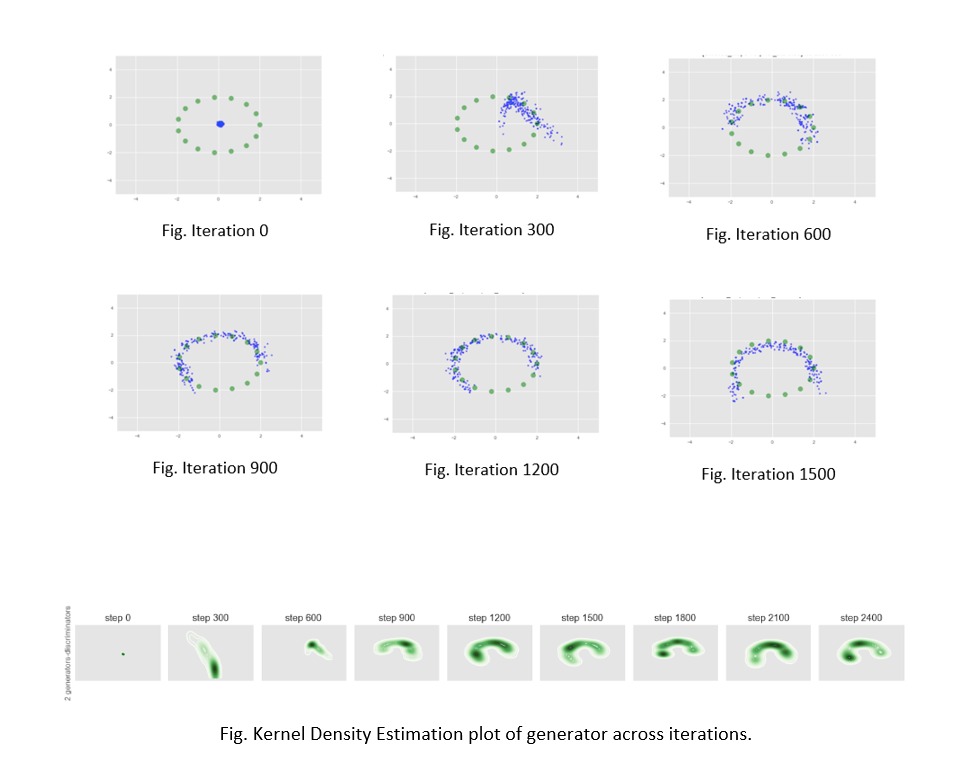 Fig. Iteration 0
Fig. Iteration 300
Fig. Iteration 600
Fig. Iteration 900
Fig. Iteration 1200
Fig. Iteration 1500
2 generators discriminators
step 0
step 300
step 600
step 900
step 1200
step 1500
step 1800
step 2100
step 2400
Fig. Kernel Density Estimation plot of generator across iterations.